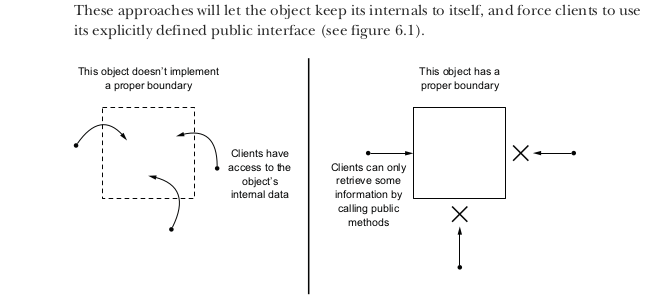 These approaches will let the object keep its internals to itself, and force clients to use
its explicitly defined public interface (see figure 6.1).
This object doesn't implement
a proper boundary
Clients have
access to the
object's
internal data
This object has a
proper boundary
Clients can only
retrieve some
information by
calling public
methods